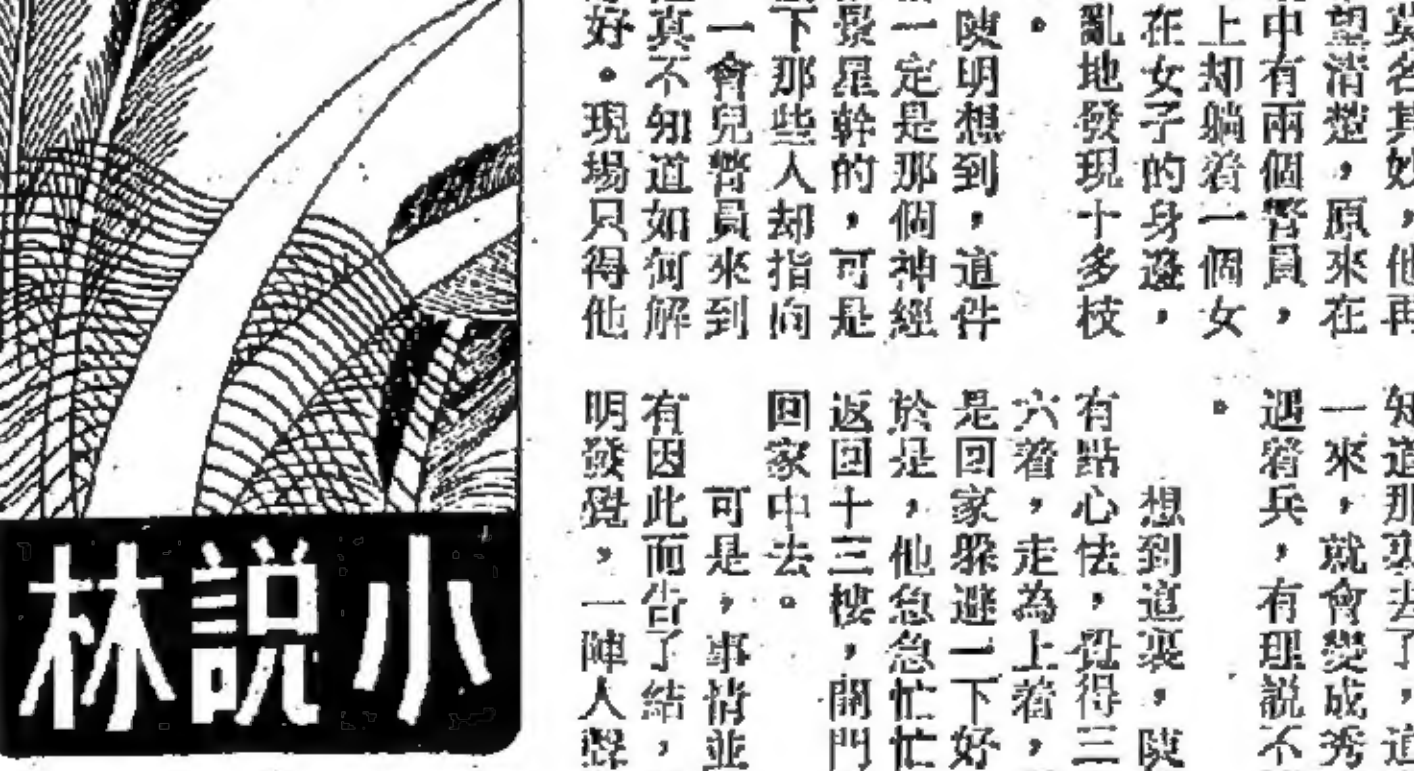 莫名其妙，他再
望清楚，原來在
中有兩個警員，
上却躺着一個女
在女子的身邊，
亂地發現十多枝
。
陳明想到，這件
一定是那個神經
景星幹的，可是
下那些人却指向
一會兒警員來到
真不知道如何解
好。現場只得他
知道那裏去了，這
一來，就會變成秀
遇着兵，有理説不
。
想到這裏，陳
有點心怯，覺得三
六着，走為上着，
是回家躲避一下好
於是，他急急忙忙
返回十三樓，開門
回家中去。
可是，事情並
有因此而告了結，
明發覺，一陣人聲
小説林